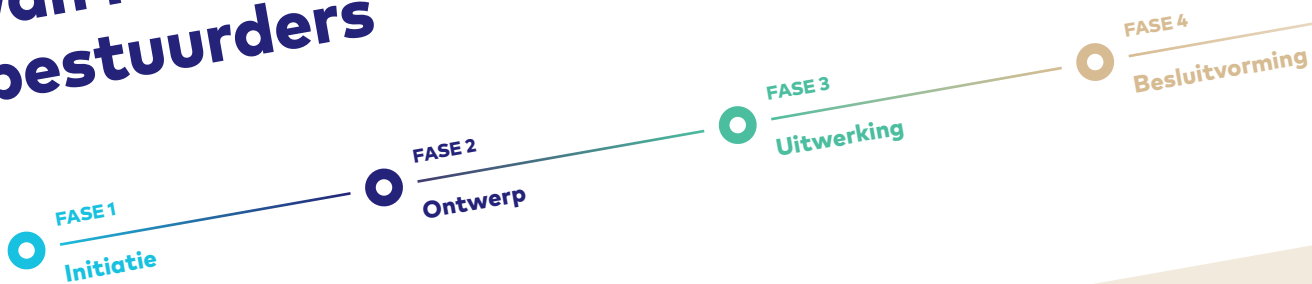 bestuurders
FASE 1
Initiatie
FASE 2
Ontwerp
FASE 3
Uitwerking
FASE 4
Besluitvorming